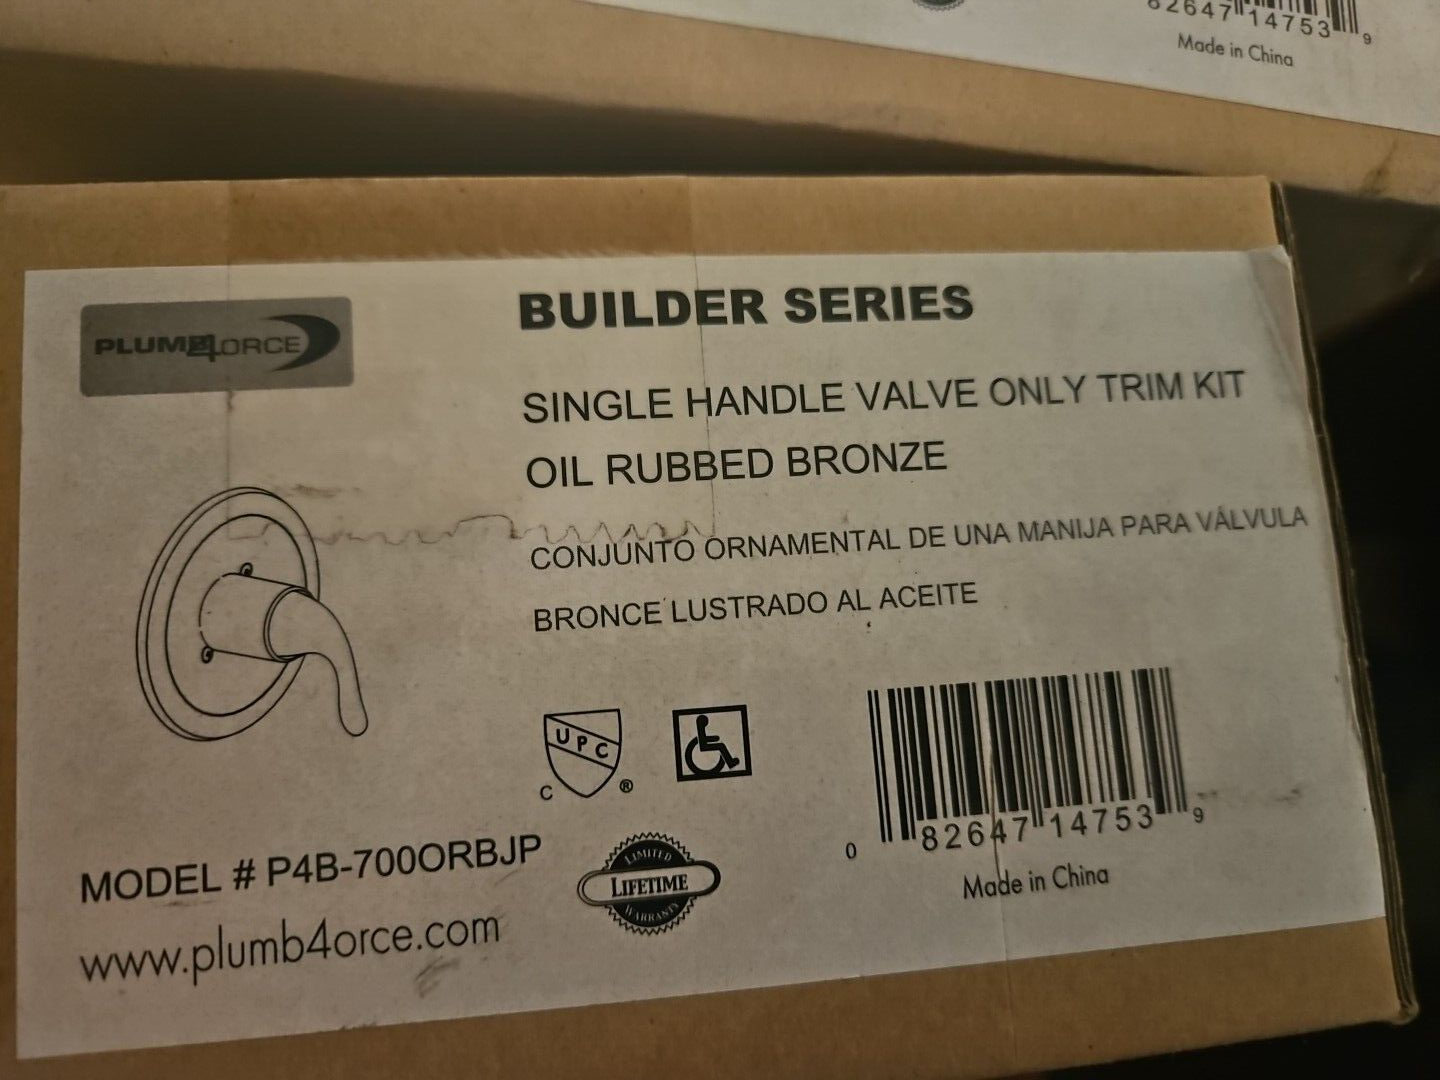 82647 14753 9
Made in China
PLUMB4ORCE
BUILDER SERIES
SINGLE HANDLE VALVE ONLY TRIM KIT
OIL RUBBED BRONZE
CONJUNTO ORNAMENTAL DE UNA MANIJA PARA VÁLVULA
BRONCE LUSTRADO AL ACEITE
UPC
C ®
MODEL # P4B-700ORBJP
www.plumb4orce.com
LIMITED
LIFETIME
WARRANTY
0 82647 14753 9
Made in China